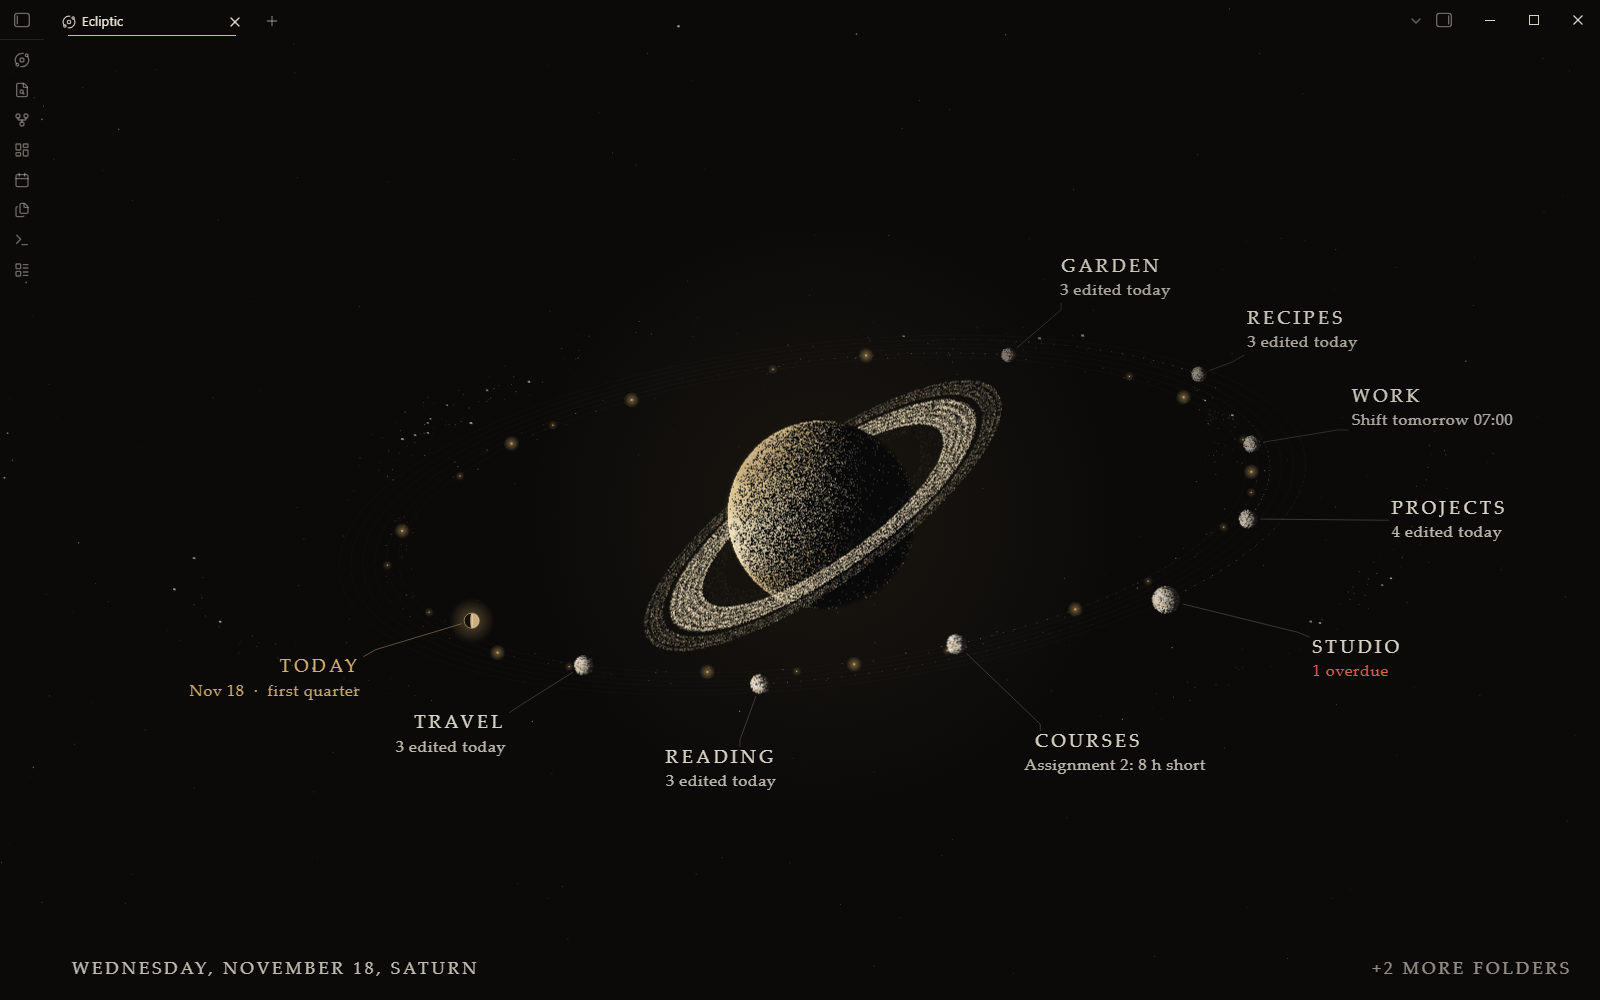 Ecliptic
GARDEN
3 edited today
RECIPES
3 edited today
WORK
Shift tomorrow 07:00
PROJECTS
4 edited today
STUDIO
1 overdue
TODAY
Nov 18 · first quarter
TRAVEL
3 edited today
READING
3 edited today
COURSES
Assignment 2: 8 h short
WEDNESDAY, NOVEMBER 18, SATURN
+2 MORE FOLDERS